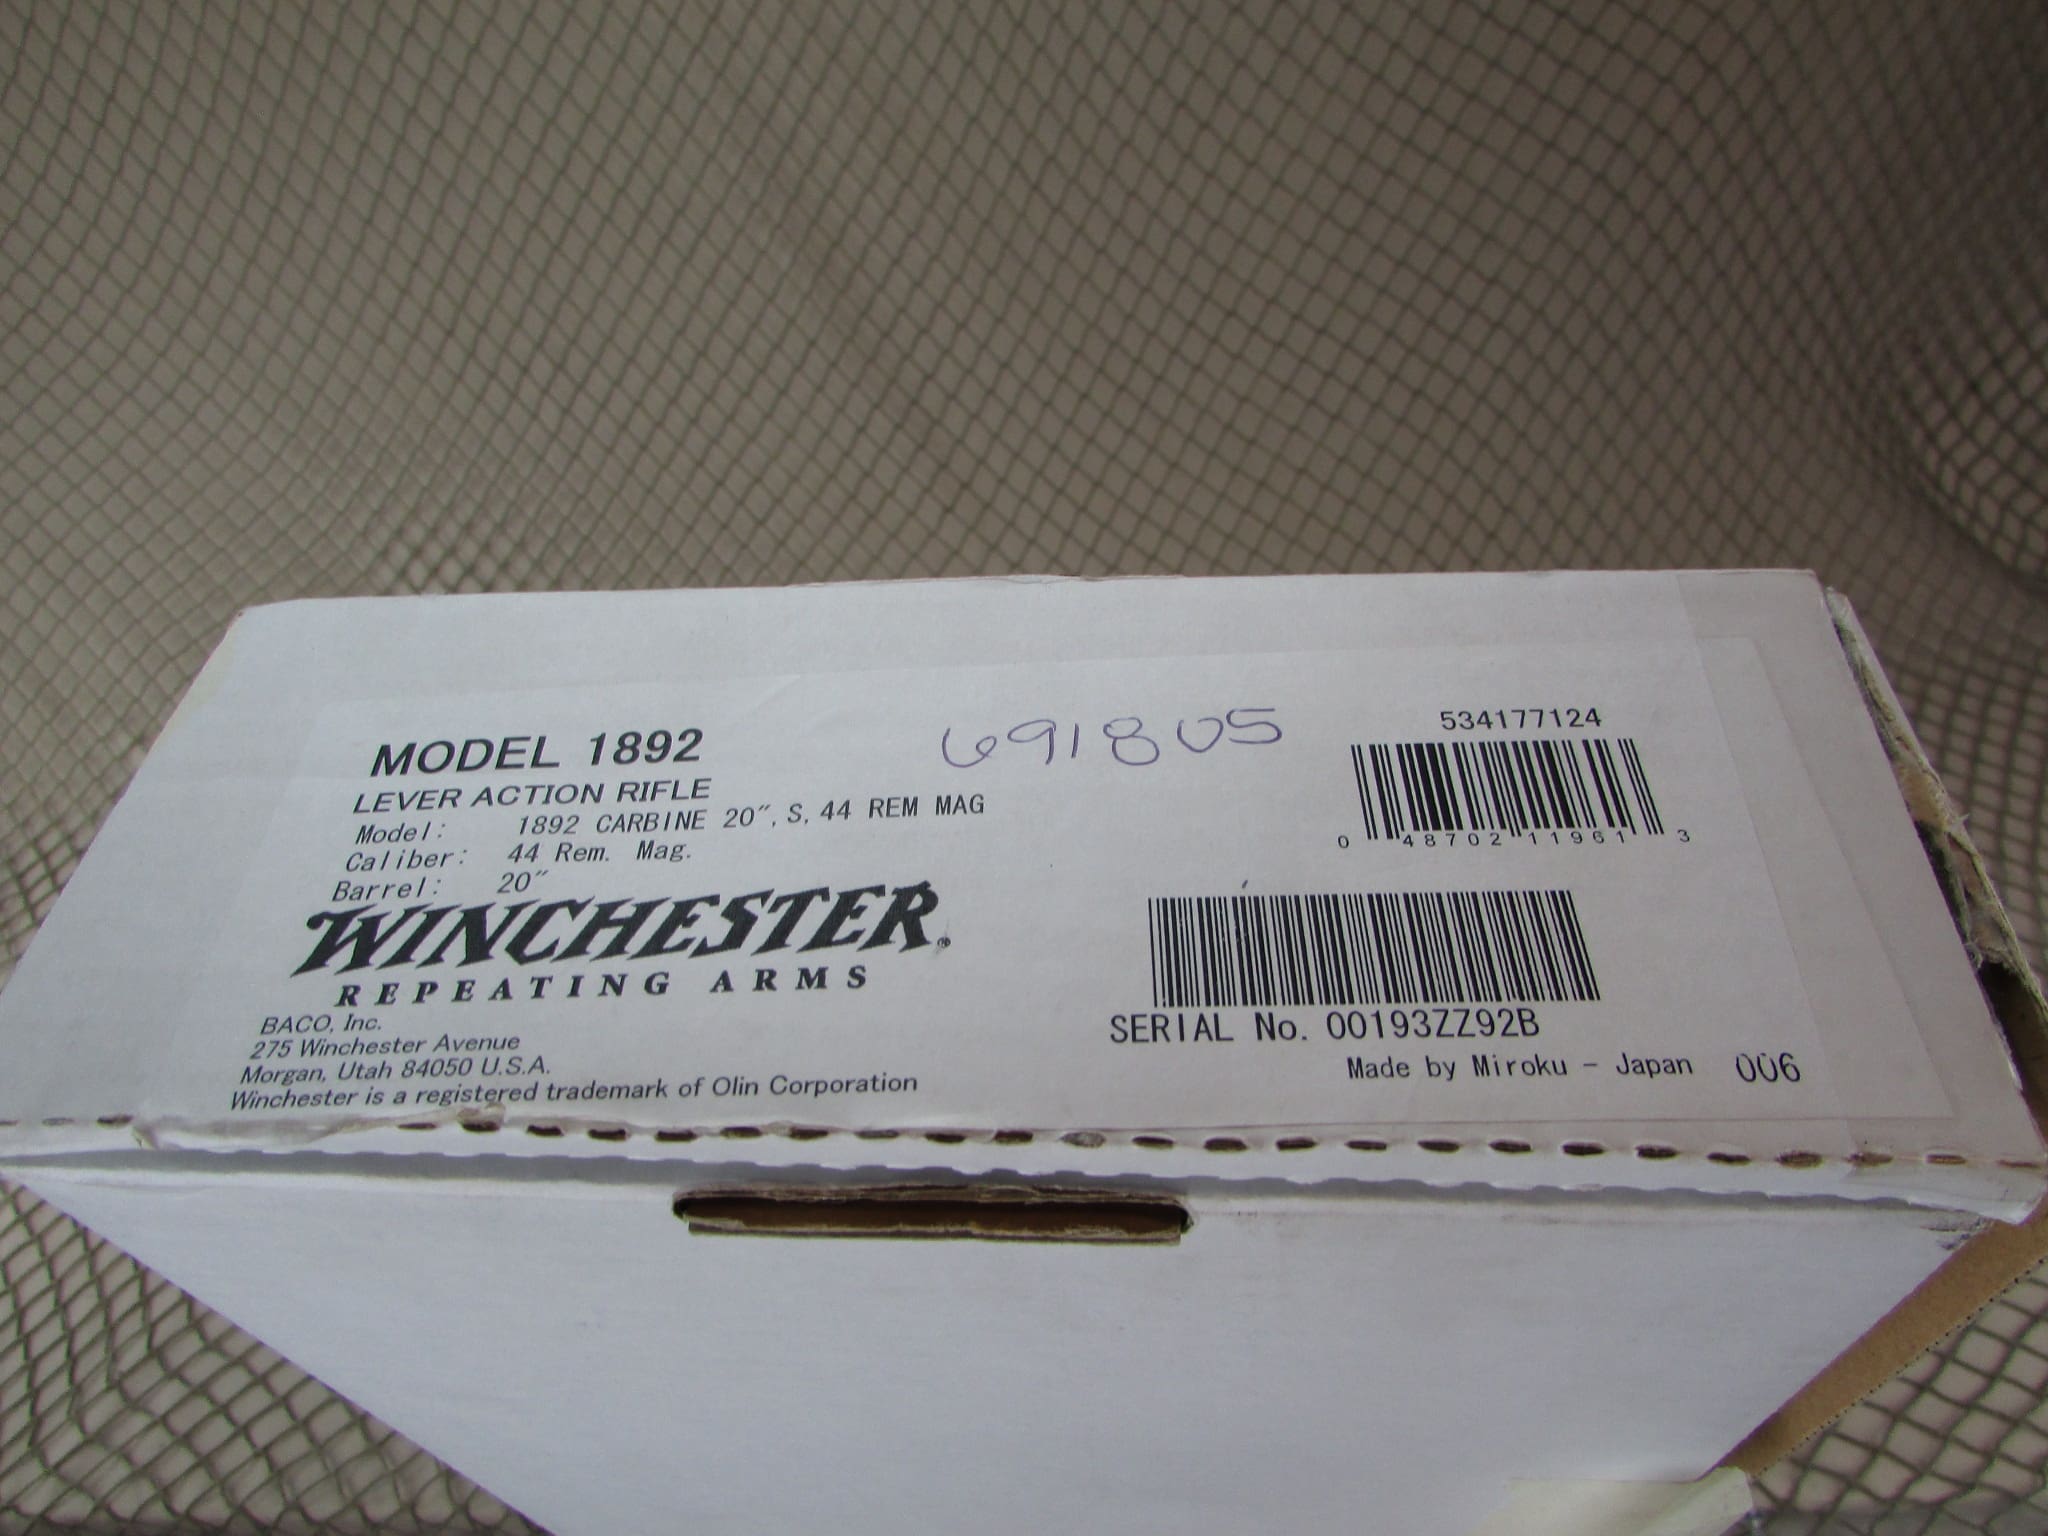 MODEL 1892
LEVER ACTION RIFLE
Model: 1892 CARBINE 20", S, 44 REM MAG
Caliber: 44 Rem. Mag.
Barrel: 20"
WINCHESTER®
REPEATING ARMS
BACO, Inc.
275 Winchester Avenue
Morgan, Utah 84050 U.S.A.
Winchester is a registered trademark of Olin Corporation
691805
534177124
0 48702 11961 3
SERIAL No. 00193ZZ92B
Made by Miroku - Japan 006